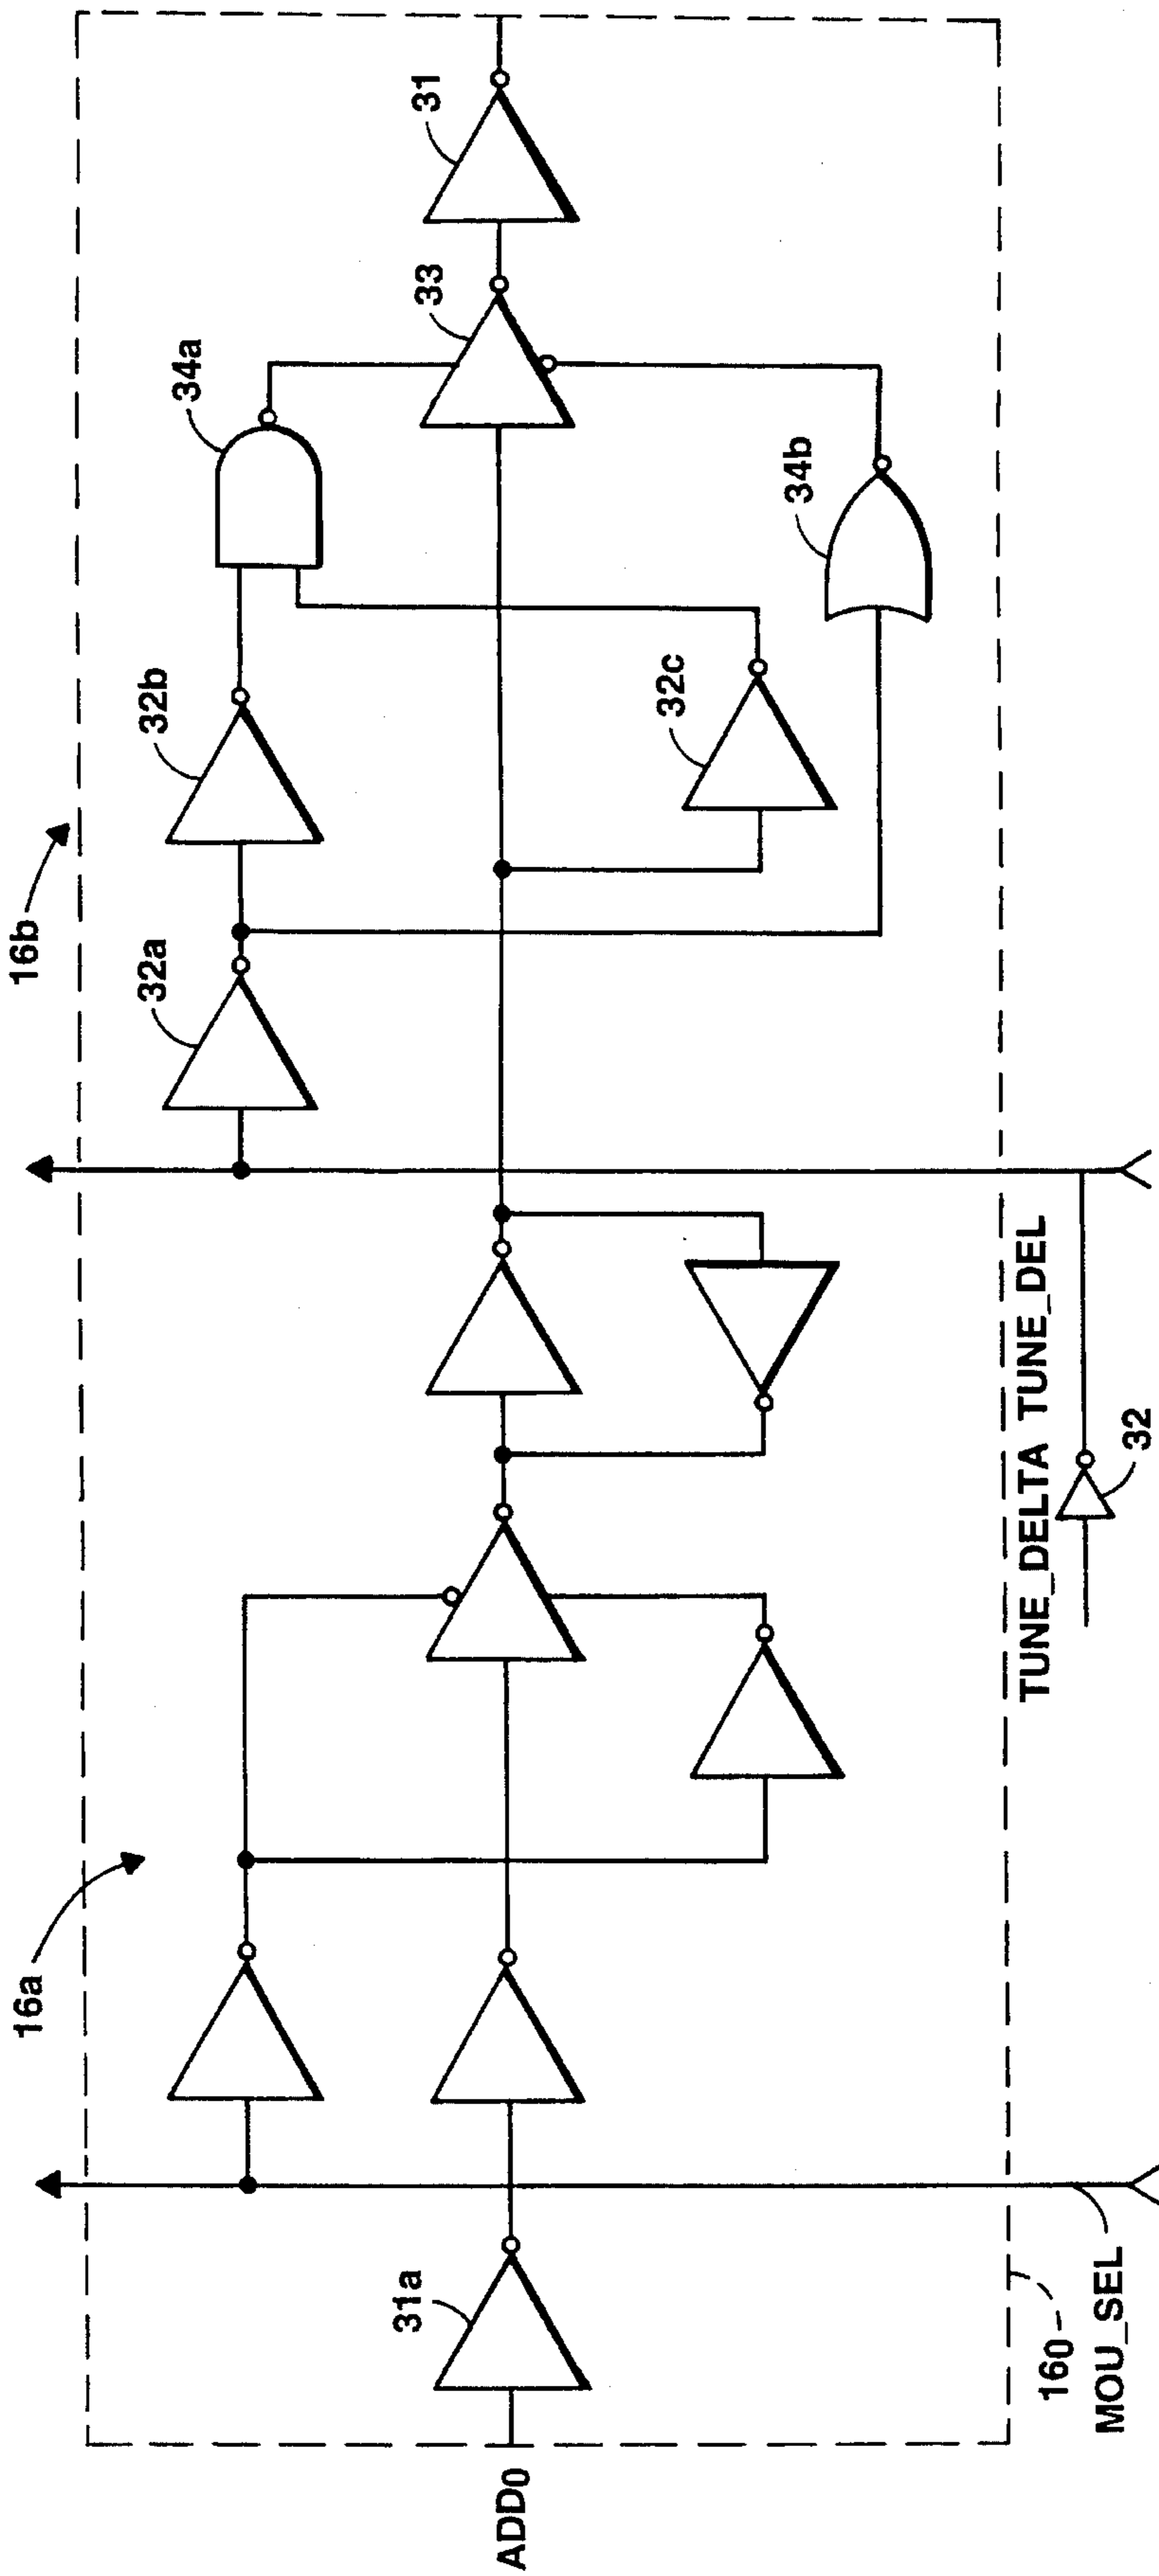 16a
16b
32a
32b
34a
33
31
31a
32c
34b
ADD0
160
MOU_SEL
TUNE_DELTA TUNE_DEL
32